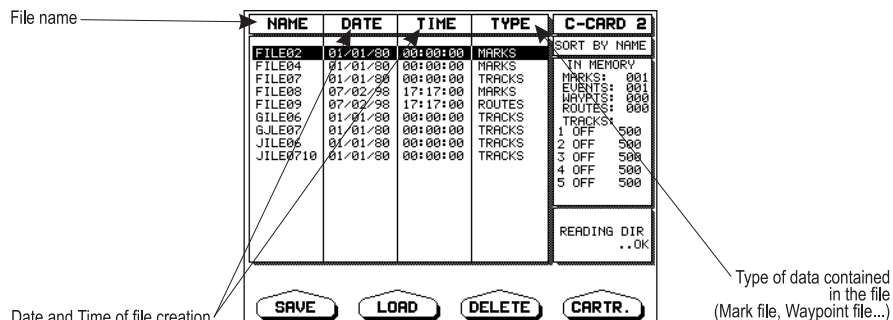 File name
NAME DATE TIME TYPE C-CARD 2
SORT BY NAME
FILE02 01/01/80 00:00:00 MARKS
FILE04 01/01/80 00:00:00 MARKS
FILE07 01/01/80 00:00:00 TRACKS
FILE08 07/02/98 17:17:00 MARKS
FILE09 07/02/98 17:17:00 ROUTES
GILE06 01/01/80 00:00:00 TRACKS
GJLE07 01/01/80 00:00:00 TRACKS
JILE06 01/01/80 00:00:00 TRACKS
JILE0710 01/01/80 00:00:00 TRACKS
IN MEMORY
MARKS: 001
EVENTS: 001
WAYPTS: 000
ROUTES: 000
TRACKS:
1 OFF 500
2 OFF 500
3 OFF 500
4 OFF 500
5 OFF 500
READING DIR
..OK
SAVE LOAD DELETE CARTR.
Date and Time of file creation
Type of data contained
in the file
(Mark file, Waypoint file...)